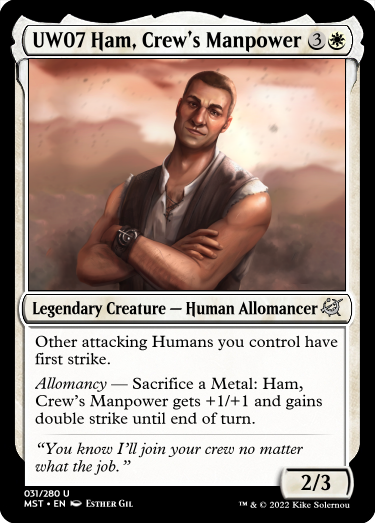 UW07 Ham, Crew's Manpower 3
Legendary Creature — Human Allomancer
Other attacking Humans you control have
first strike.
Allomancy — Sacrifice a Metal: Ham,
Crew's Manpower gets +1/+1 and gains
double strike until end of turn.
"You know I'll join your crew no matter
what the job."
2/3
031/280 U
MST • EN Esther Gil
™ & © 2022 Kike Solernou